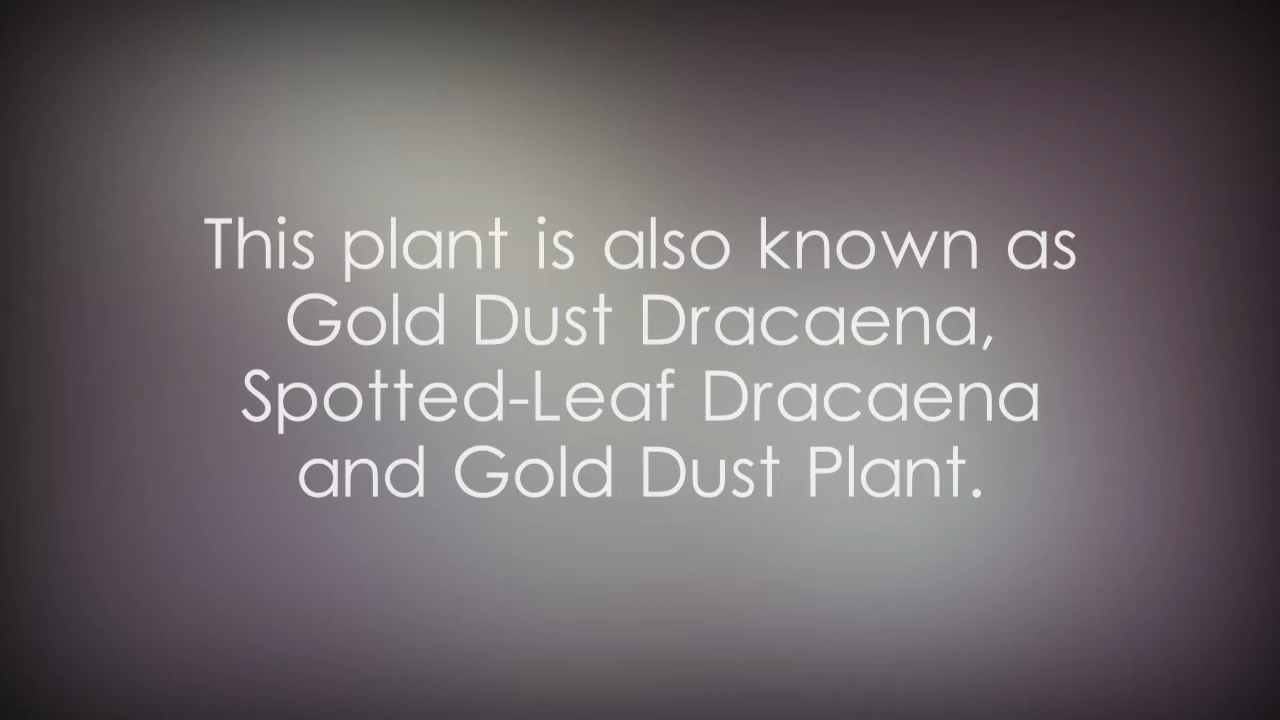 This plant is also known as
Gold Dust Dracaena,
Spotted-Leaf Dracaena
and Gold Dust Plant.